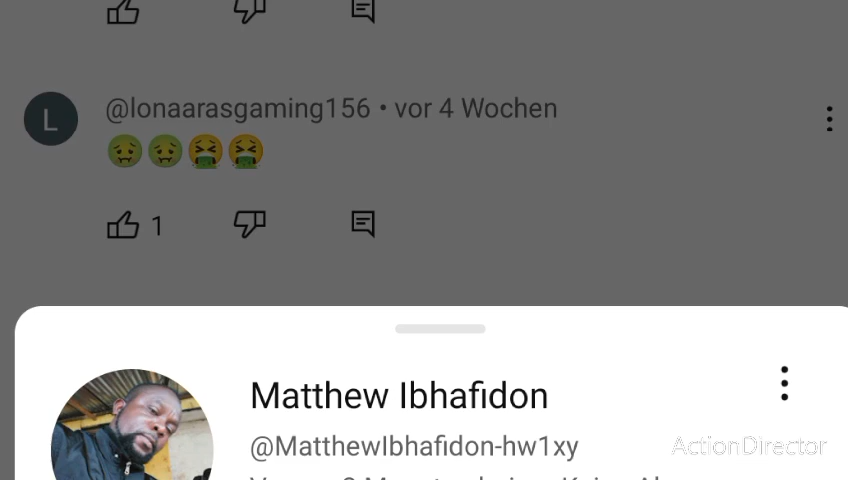 L
@lonaarasgaming156 • vor 4 Wochen
🤢🤢🤮🤮
1
Matthew Ibhafidon
@MatthewIbhafidon-hw1xy
ActionDirector